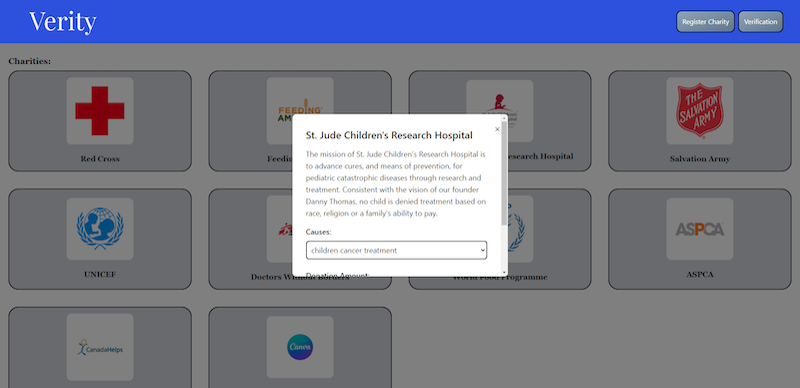 Verity
Register Charity
Verification
Charities:
THE
SALVATION
ARMY
FEEDING
AM
Red Cross
Feedin
esearch Hospital
Salvation Army
St. Jude Children's Research Hospital
×
The mission of St. Jude Children's Research Hospital is
to advance cures, and means of prevention, for
pediatric catastrophic diseases through research and
treatment. Consistent with the vision of our founder
Danny Thomas, no child is denied treatment based on
race, religion or a family's ability to pay.
Causes:
children cancer treatment
Donation Amount:
ASPCA
UNICEF
Doctors Without Borders
World Food Programme
ASPCA
CanadaHelps
Canva